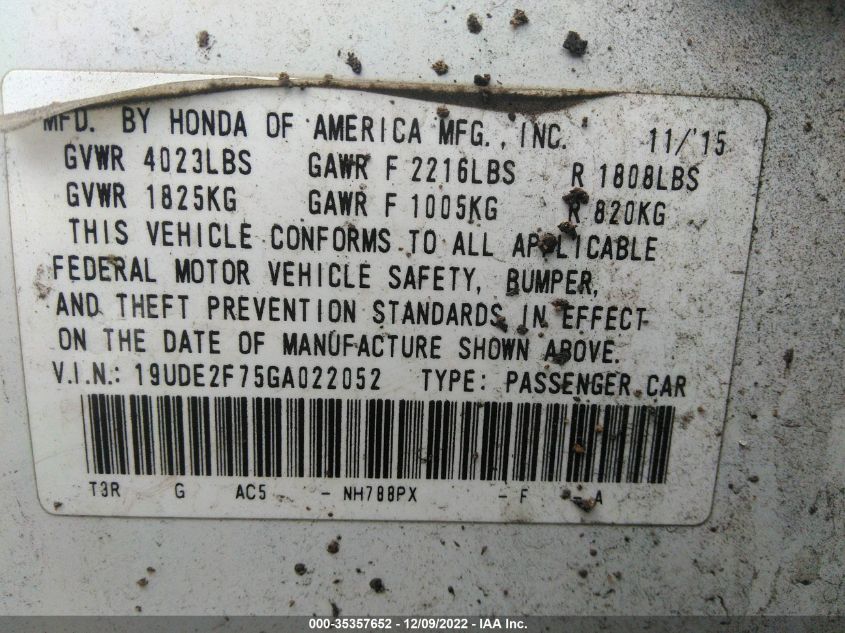 MFD. BY HONDA OF AMERICA MFG., INC. 11/'15
GVWR 4023LBS GAWR F 2216LBS R 1808LBS
GVWR 1825KG GAWR F 1005KG R 820KG
THIS VEHICLE CONFORMS TO ALL APPLICABLE
FEDERAL MOTOR VEHICLE SAFETY, BUMPER,
AND THEFT PREVENTION STANDARDS IN EFFECT
ON THE DATE OF MANUFACTURE SHOWN ABOVE.
V.I.N.: 19UDE2F75GA022052 TYPE: PASSENGER CAR
T3R G AC5 - NH788PX - F - A
000-35357652 - 12/09/2022 - IAA Inc.